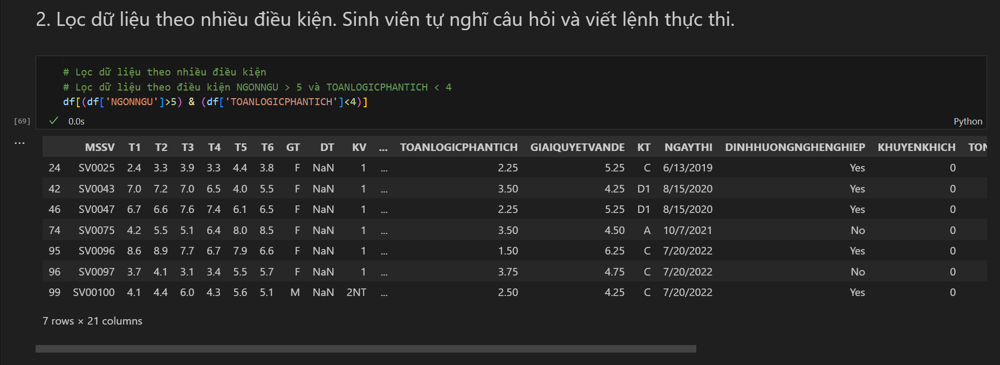 2. Lọc dữ liệu theo nhiều điều kiện. Sinh viên tự nghĩ câu hỏi và viết lệnh thực thi.
# Lọc dữ liệu theo nhiều điều kiện
# Lọc dữ liệu theo điều kiện NGONNGU > 5 và TOANLOGICPHANTICH < 4
df[(df['NGONNGU']>5) & (df['TOANLOGICPHANTICH']<4)]
[69] ✓ 0.0s Python
...
MSSV T1 T2 T3 T4 T5 T6 GT DT KV ... TOANLOGICPHANTICH GIAIQUYETVANDE KT NGAYTHI DINHHUONGNGHENGHIEP KHUYENKHICH TON
24 SV0025 2.4 3.3 3.9 3.3 4.4 3.8 F NaN 1 ... 2.25 5.25 C 6/13/2019 Yes 0
42 SV0043 7.0 7.2 7.0 6.5 4.0 5.5 F NaN 1 ... 3.50 4.25 D1 8/15/2020 Yes 0
46 SV0047 6.7 6.6 7.6 7.4 6.1 6.5 F NaN 1 ... 2.25 5.25 D1 8/15/2020 Yes 0
74 SV0075 4.2 5.5 5.1 6.4 8.0 8.5 F NaN 1 ... 3.50 4.50 A 10/7/2021 No 0
95 SV0096 8.6 8.9 7.7 6.7 7.9 6.6 F NaN 1 ... 1.50 6.25 C 7/20/2022 Yes 0
96 SV0097 3.7 4.1 3.1 3.4 5.5 5.7 F NaN 1 ... 3.75 4.75 C 7/20/2022 No 0
99 SV00100 4.1 4.4 6.0 4.3 5.6 5.1 M NaN 2NT ... 2.50 4.25 C 7/20/2022 Yes 0
7 rows × 21 columns